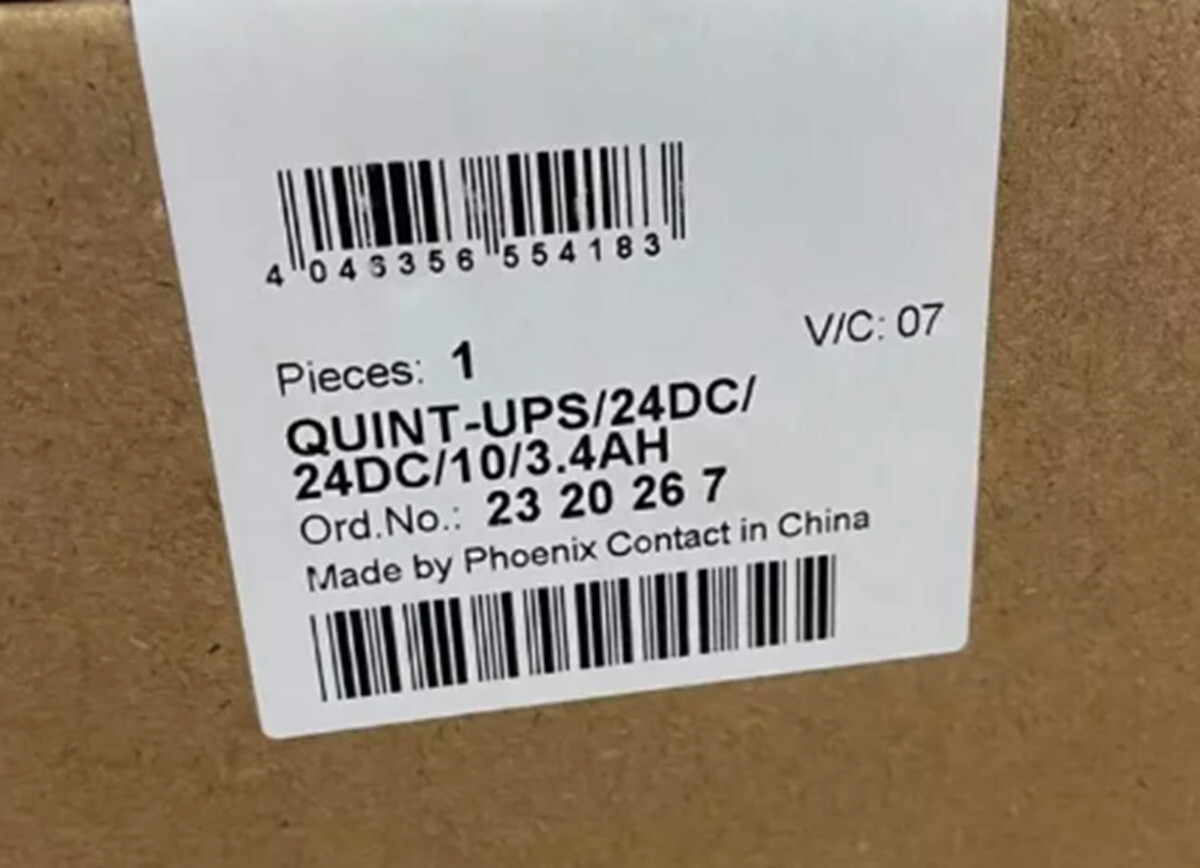 4 046356 554183
V/C: 07
Pieces: 1
QUINT-UPS/24DC/
24DC/10/3.4AH
Ord.No.: 23 20 26 7
Made by Phoenix Contact in China